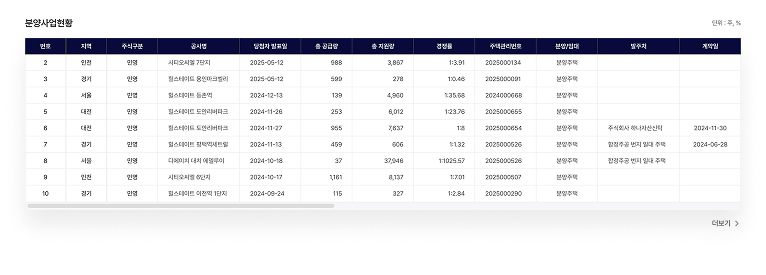 분양사업현황
단위 : 주, %
번호 지역 주식구분 공사명 당첨자 발표일 총 공급량 총 지원량 경쟁률 주택관리번호 분양/임대 발주처 계약일
2 인천 민영 시티오씨엘 7단지 2025-05-12 988 3,867 1:3.91 2025000134 분양주택
3 경기 민영 힐스테이트 용인마크밸리 2025-05-12 599 278 1:0.46 2025000091 분양주택
4 서울 민영 힐스테이트 등촌역 2024-12-13 139 4,960 1:35.68 2024000668 분양주택
5 대전 민영 힐스테이트 도안리버파크 2024-11-26 253 6,012 1:23.76 2025000655 분양주택
6 대전 민영 힐스테이트 도안리버파크 2024-11-27 955 7,637 1:8 2025000654 분양주택 주식회사 하나자산신탁 2024-11-30
7 경기 민영 힐스테이트 평택역센트럴 2024-11-13 459 606 1:1.32 2025000526 분양주택 합정주공 번지 일대 주택 2024-06-28
8 서울 민영 디에이치 대치 에델루이 2024-10-18 37 37,946 1:1025.57 2025000526 분양주택 합정주공 번지 일대 주택
9 인천 민영 시티오씨엘 6단지 2024-10-17 1,161 8,137 1:7.01 2025000507 분양주택
10 경기 민영 힐스테이트 이천역 1단지 2024-09-24 115 327 1:2.84 2025000290 분양주택
더보기